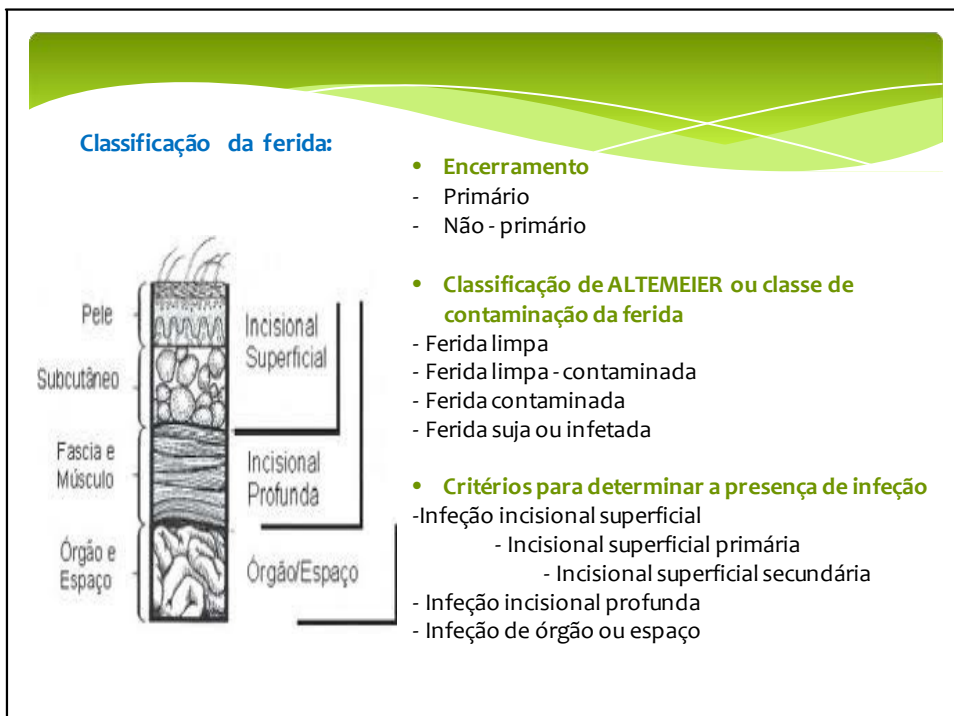 Classificação da ferida:
Pele
Subcutâneo
Fascia e
Músculo
Órgão e
Espaço
Incisional
Superficial
Incisional
Profunda
Órgão/Espaço
• Encerramento
- Primário
- Não - primário
• Classificação de ALTEMEIER ou classe de
contaminação da ferida
- Ferida limpa
- Ferida limpa - contaminada
- Ferida contaminada
- Ferida suja ou infetada
• Critérios para determinar a presença de infeção
-Infeção incisional superficial
- Incisional superficial primária
- Incisional superficial secundária
- Infeção incisional profunda
- Infeção de órgão ou espaço